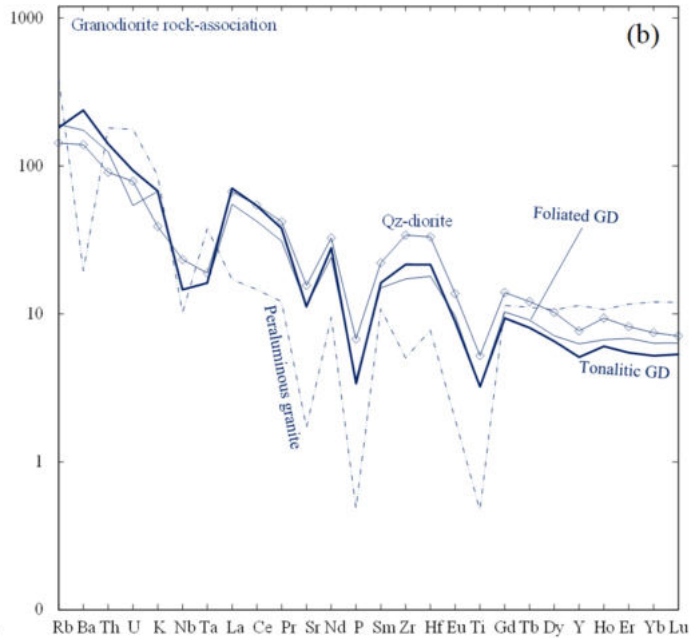 1000
Granodiorite rock-association
(b)
100
Qz-diorite
Foliated GD
10
Peraluminous granite
Tonalitic GD
1
0
Rb Ba Th U K Nb Ta La Ce Pr Sr Nd P Sm Zr Hf Eu Ti Gd Tb Dy Y Ho Er Yb Lu